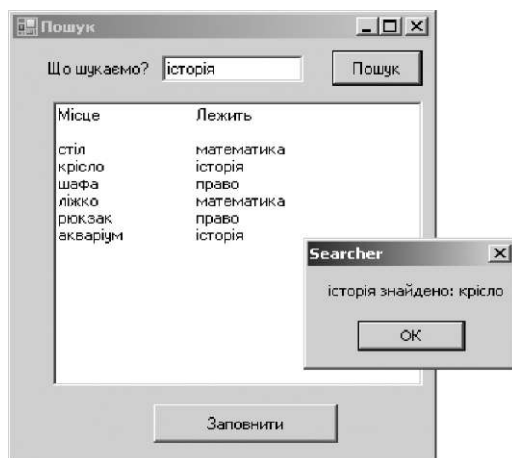 Пошук
Що шукаємо? історія Пошук
Місце Лежить
стіл математика
крісло історія
шафа право
ліжко математика
рюкзак право
акваріум історія
Searcher
історія знайдено: крісло
OK
Заповнити